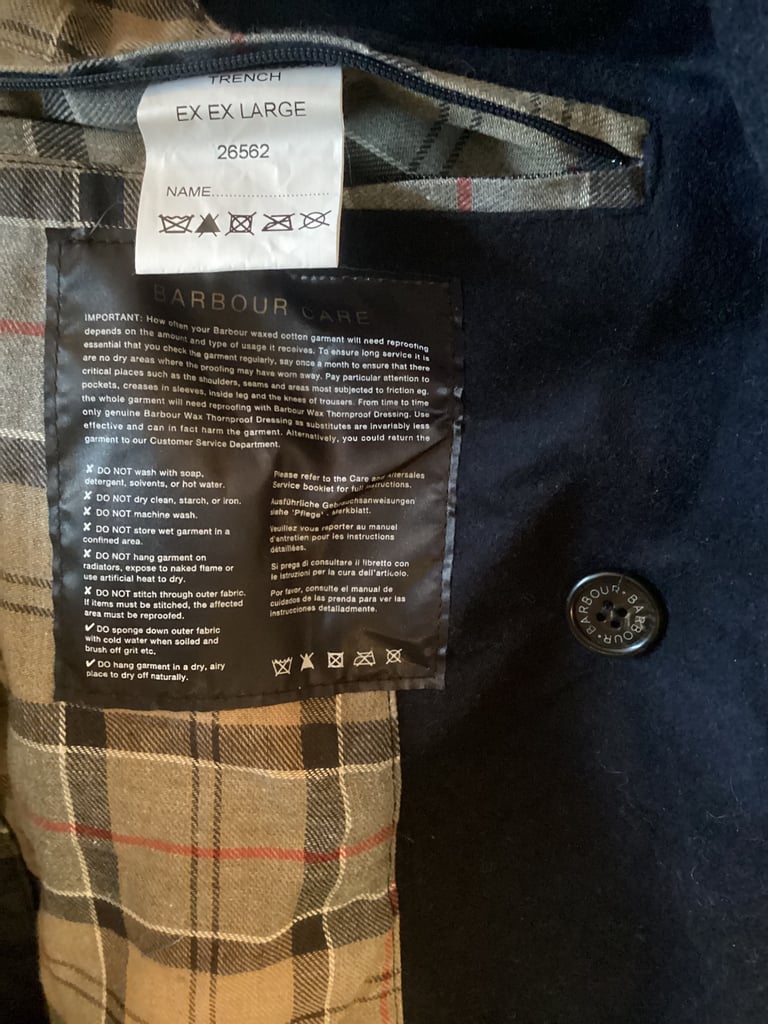 TRENCH
EX EX LARGE
26562
NAME..............................
BARBOUR CARE
IMPORTANT: How often your Barbour waxed cotton garment will need reproofing
depends on the amount and type of usage it receives. To ensure long service it is
essential that you check the garment regularly, say once a month to ensure that there
are no dry areas where the proofing may have worn away. Pay particular attention to
critical places such as the shoulders, seams and areas most subjected to friction eg.
pockets, creases in sleeves, inside leg and the knees of trousers. From time to time
the whole garment will need reproofing with Barbour Wax Thornproof Dressing. Use
only genuine Barbour Wax Thornproof Dressing as substitutes are invariably less
effective and can in fact harm the garment. Alternatively, you could return the
garment to our Customer Service Department.
✘ DO NOT wash with soap,
detergent, solvents, or hot water.
✘ DO NOT dry clean, starch, or iron.
✘ DO NOT machine wash.
✘ DO NOT store wet garment in a
confined area.
✘ DO NOT hang garment on
radiators, expose to naked flame or
use artificial heat to dry.
✘ DO NOT stitch through outer fabric.
If items must be stitched, the affected
area must be reproofed.
✔ DO sponge down outer fabric
with cold water when soiled and
brush off grit etc.
✔ DO hang garment in a dry, airy
place to dry off naturally.
Please refer to the Care and Aftersales
Service booklet for full instructions.
Ausführliche Gebrauchsanweisungen
siehe 'Pflege' - Merkblatt.
Veuillez vous reporter au manuel
d'entretien pour les instructions
détaillées.
Si prega di consultare il libretto con
le istruzioni per la cura dell'articolo.
Por favor, consulte el manual de
cuidados de las prenda para ver las
instrucciones detalladamente.
BARBOUR · BARBOUR ·